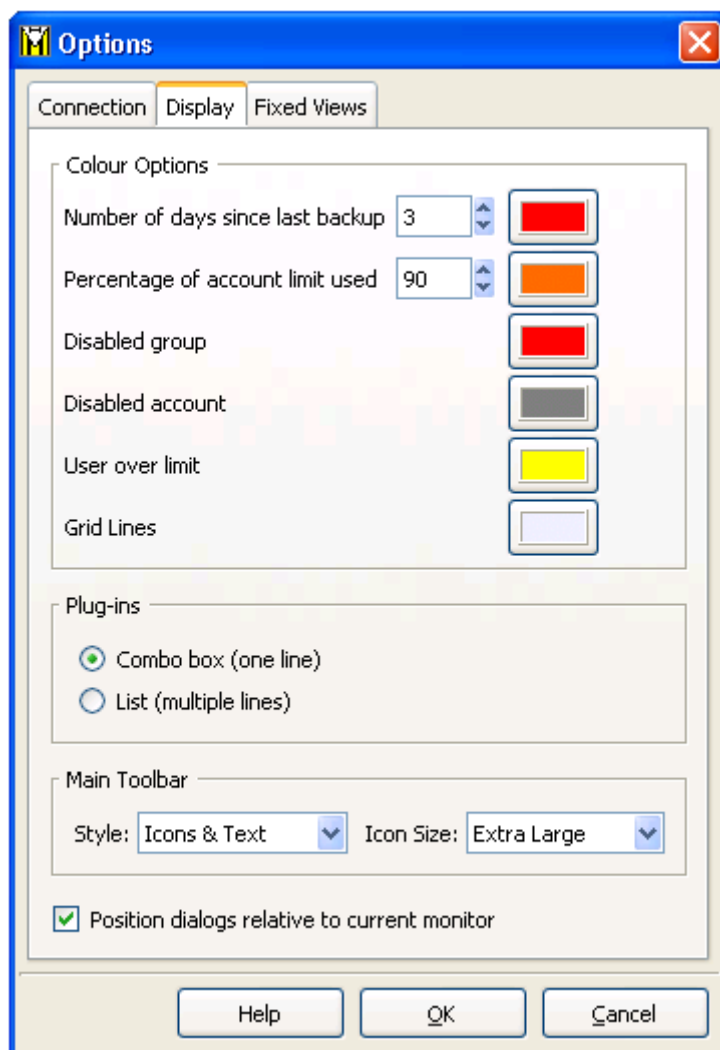 Options
Connection Display Fixed Views
Colour Options
Number of days since last backup 3
Percentage of account limit used 90
Disabled group
Disabled account
User over limit
Grid Lines
Plug-ins
Combo box (one line)
List (multiple lines)
Main Toolbar
Style: Icons & Text Icon Size: Extra Large
Position dialogs relative to current monitor
Help OK Cancel